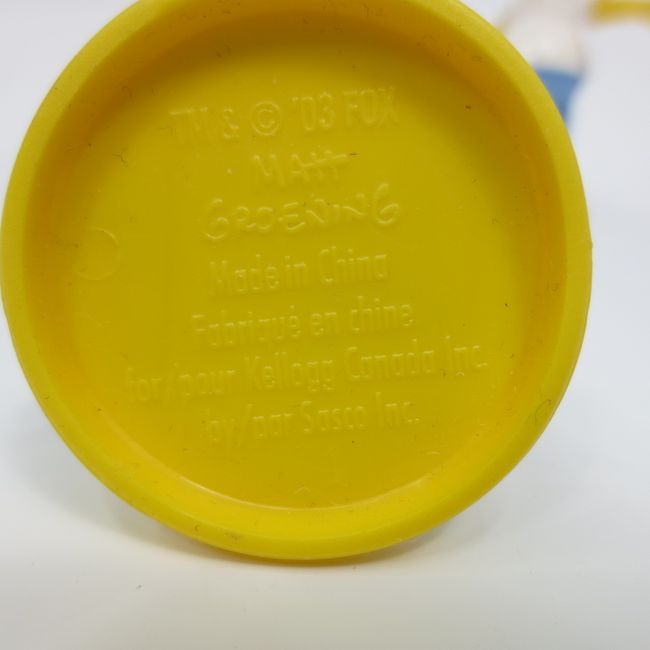 TM & © '03 FOX
MATT
GROENING
Made in China
Fabriqué en chine
for/pour Kellogg Canada Inc.
by/par Sasco Inc.